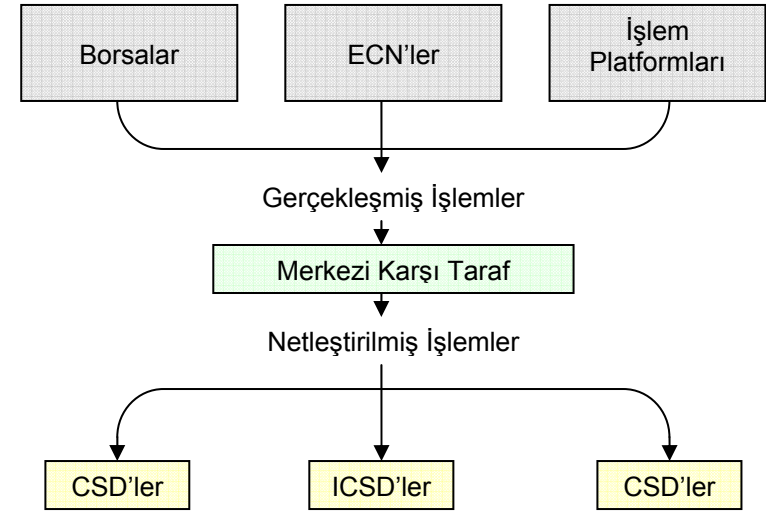 Borsalar
ECN’ler
İşlem
Platformları
Gerçekleşmiş İşlemler
Merkezi Karşı Taraf
Netleştirilmiş İşlemler
CSD’ler
ICSD’ler
CSD’ler